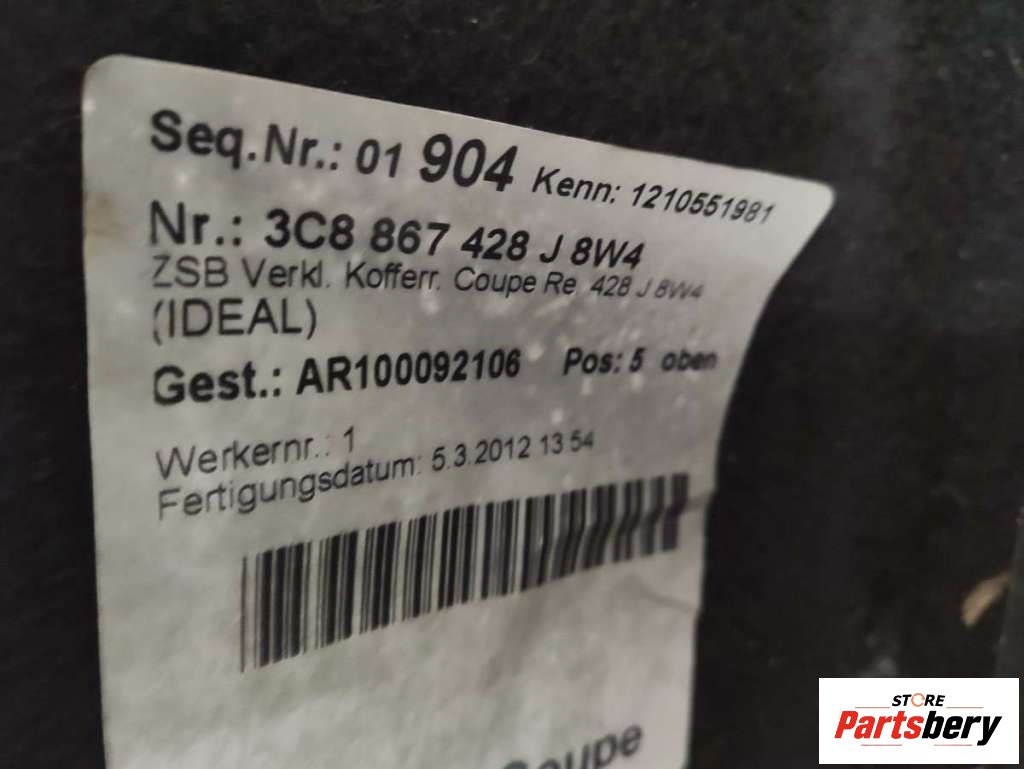 Seq.Nr.: 01 904 Kenn: 1210551981
Nr.: 3C8 867 428 J 8W4
ZSB Verkl. Kofferr. Coupe Re. 428 J 8W4
(IDEAL)
Gest.: AR100092106 Pos: 5 oben
Werkernr.: 1
Fertigungsdatum: 5.3.2012 13:54
Coupe
STORE
Partsbery